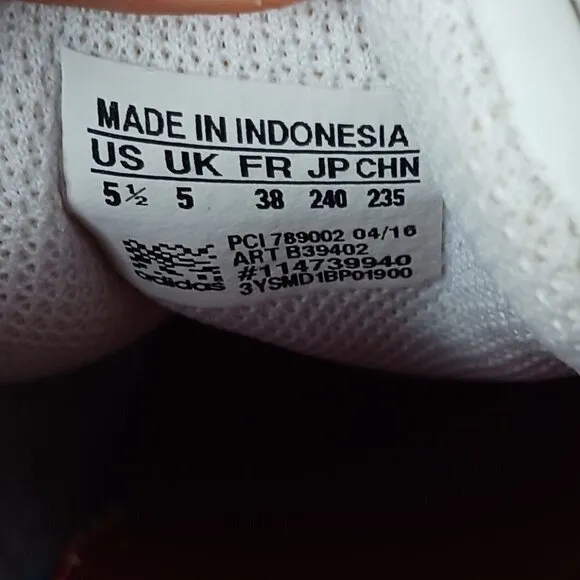 MADE IN INDONESIA
US UK FR JP CHN
5½ 5 38 240 235
PCI 789002 04/16
ART B39402
#114739940
3YSMD1BP01900
adidas